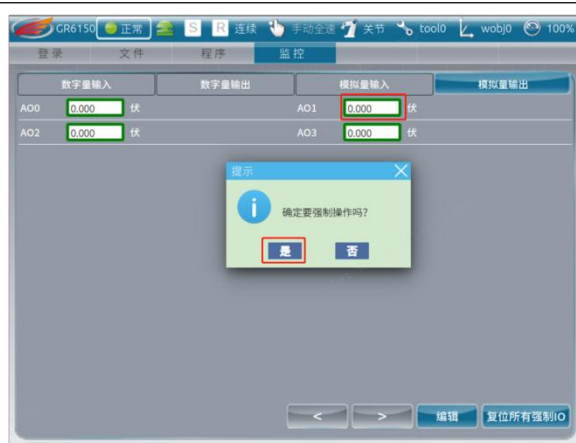 GR6150 正常 S R 连续 手动全速 关节 tool0 wobj0 100%
登录 文件 程序 监控
数字量输入 数字量输出 模拟量输入 模拟量输出
AO0 0.000 伏 AO1 0.000 伏
AO2 0.000 伏 AO3 0.000 伏
提示
确定要强制操作吗?
是 否
< > 编辑 复位所有强制IO